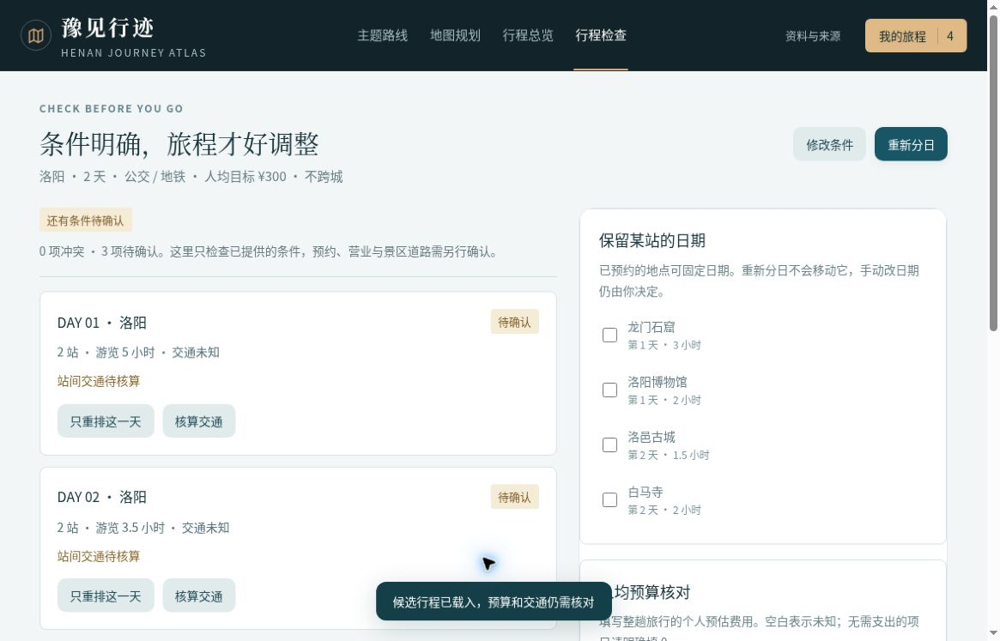 豫见行迹
HENAN JOURNEY ATLAS
主题路线
地图规划
行程总览
行程检查
资料与来源
我的旅程 4
CHECK BEFORE YOU GO
条件明确，旅程才好调整
洛阳 · 2 天 · 公交 / 地铁 · 人均目标 ¥300 · 不跨城
修改条件
重新分日
还有条件待确认
0 项冲突 · 3 项待确认。这里只检查已提供的条件，预约、营业与景区道路需另行确认。
DAY 01 · 洛阳
待确认
2 站 · 游览 5 小时 · 交通未知
站间交通待核算
只重排这一天
核算交通
DAY 02 · 洛阳
待确认
2 站 · 游览 3.5 小时 · 交通未知
站间交通待核算
只重排这一天
核算交通
保留某站的日期
已预约的地点可固定日期。重新分日不会移动它，手动改日期
仍由你决定。
龙门石窟
第 1 天 · 3 小时
洛阳博物馆
第 1 天 · 2 小时
洛邑古城
第 2 天 · 1.5 小时
白马寺
第 2 天 · 2 小时
均预算核对
填写整趟旅行的个人预估费用。空白表示未知；无需支出的项
候选行程已载入，预算和交通仍需核对